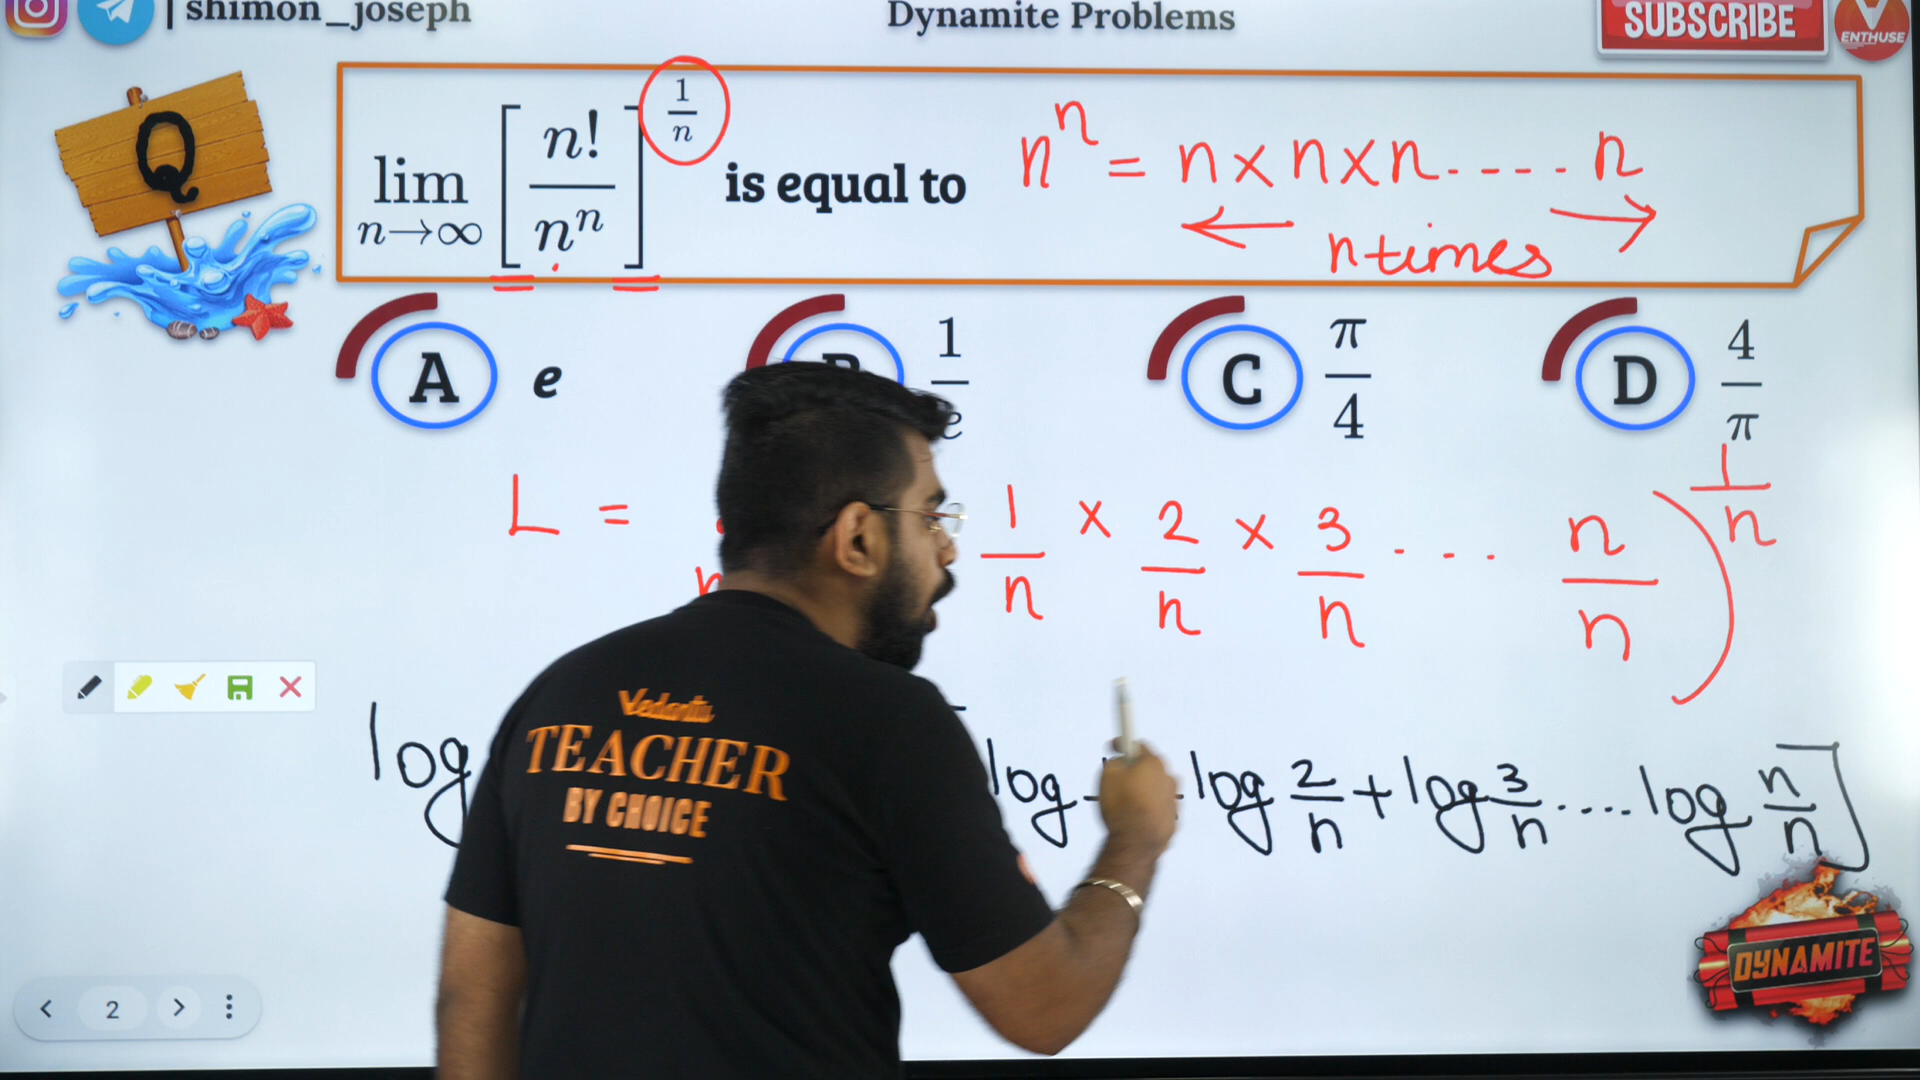 | shimon_joseph
Dynamite Problems
SUBSCRIBE
ENTHUSE
Q
lim n→∞ [n!/n^n]^(1/n) is equal to
n^n = n × n × n ..... n
n times
A e
1/e
C π/4
D 4/π
L =
1/n × 2/n × 3/n ... n/n)^(1/n)
log
log
log 2/n + log 3/n ..... log n/n]
Vedantu
TEACHER
BY CHOICE
DYNAMITE
2